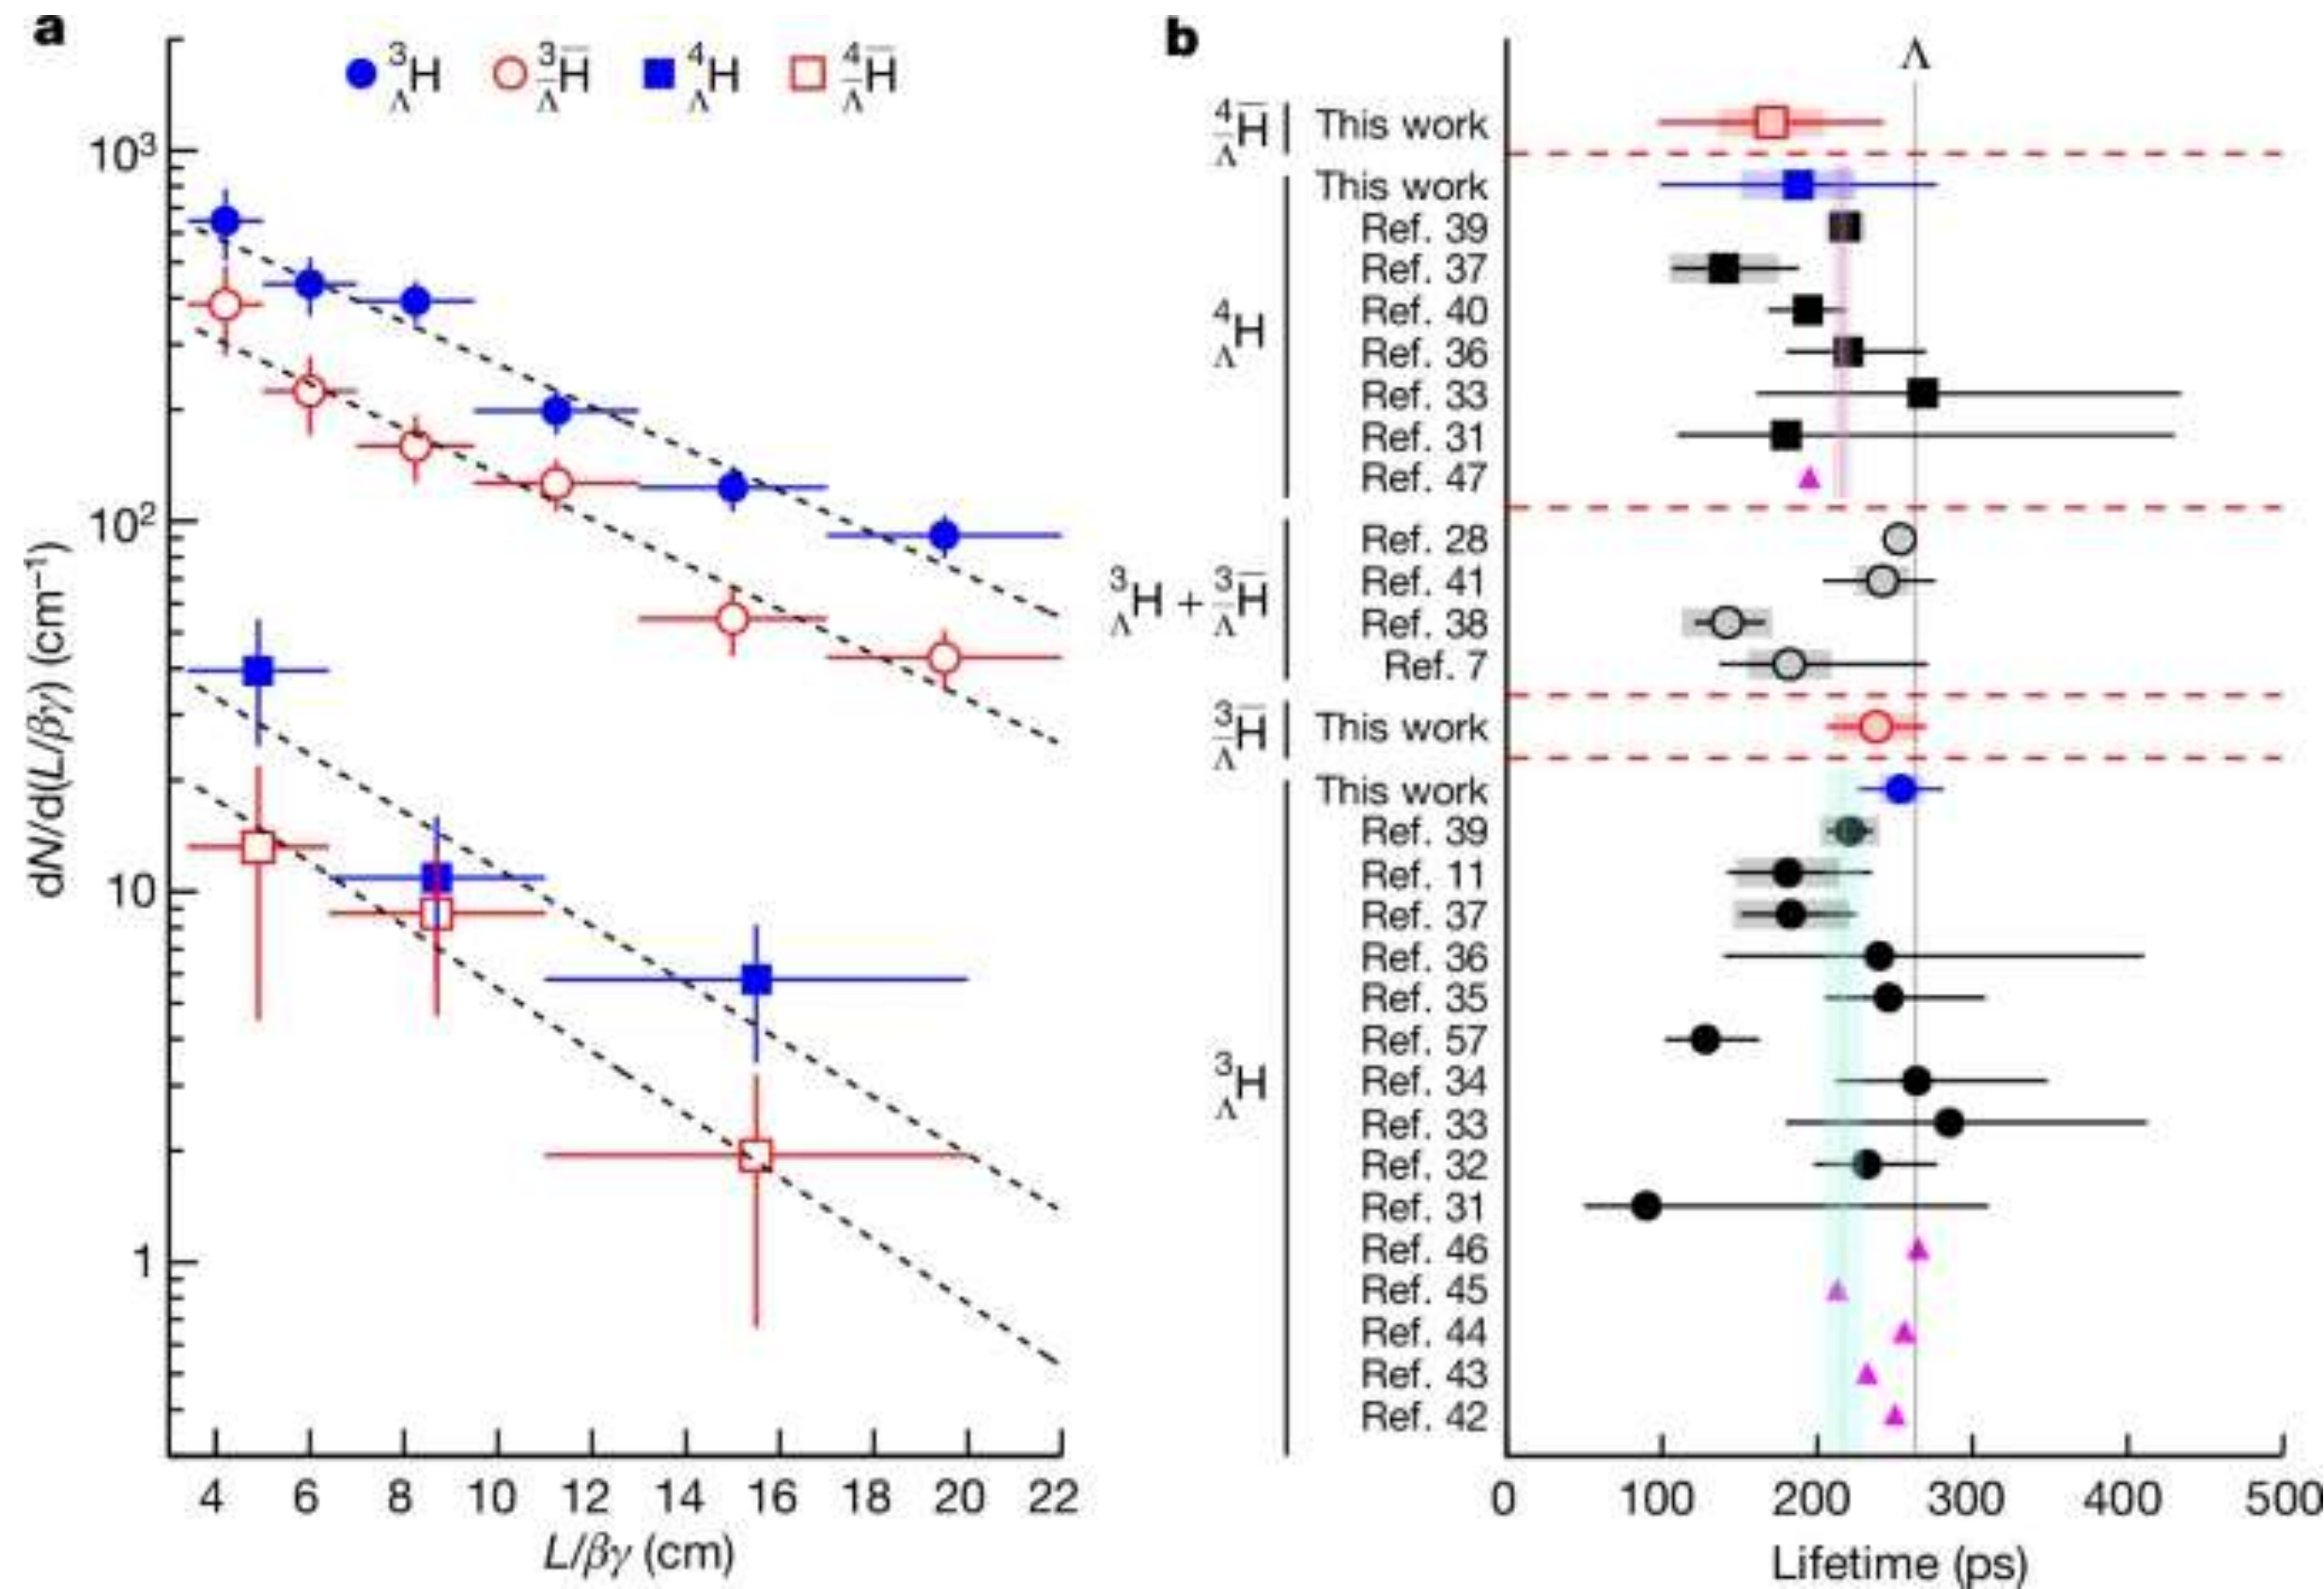 a
³ΛH ³Λ̅H̅ ⁴ΛH ⁴Λ̅H̅
10³
10²
10
1
dN/d(L/βγ) (cm⁻¹)
4 6 8 10 12 14 16 18 20 22
L/βγ (cm)
b
Λ
⁴Λ̅H̅ This work
⁴ΛH
This work
Ref. 39
Ref. 37
Ref. 40
Ref. 36
Ref. 33
Ref. 31
Ref. 47
³ΛH + ³Λ̅H̅
Ref. 28
Ref. 41
Ref. 38
Ref. 7
³Λ̅H̅ This work
³ΛH
This work
Ref. 39
Ref. 11
Ref. 37
Ref. 36
Ref. 35
Ref. 57
Ref. 34
Ref. 33
Ref. 32
Ref. 31
Ref. 46
Ref. 45
Ref. 44
Ref. 43
Ref. 42
0 100 200 300 400 500
Lifetime (ps)